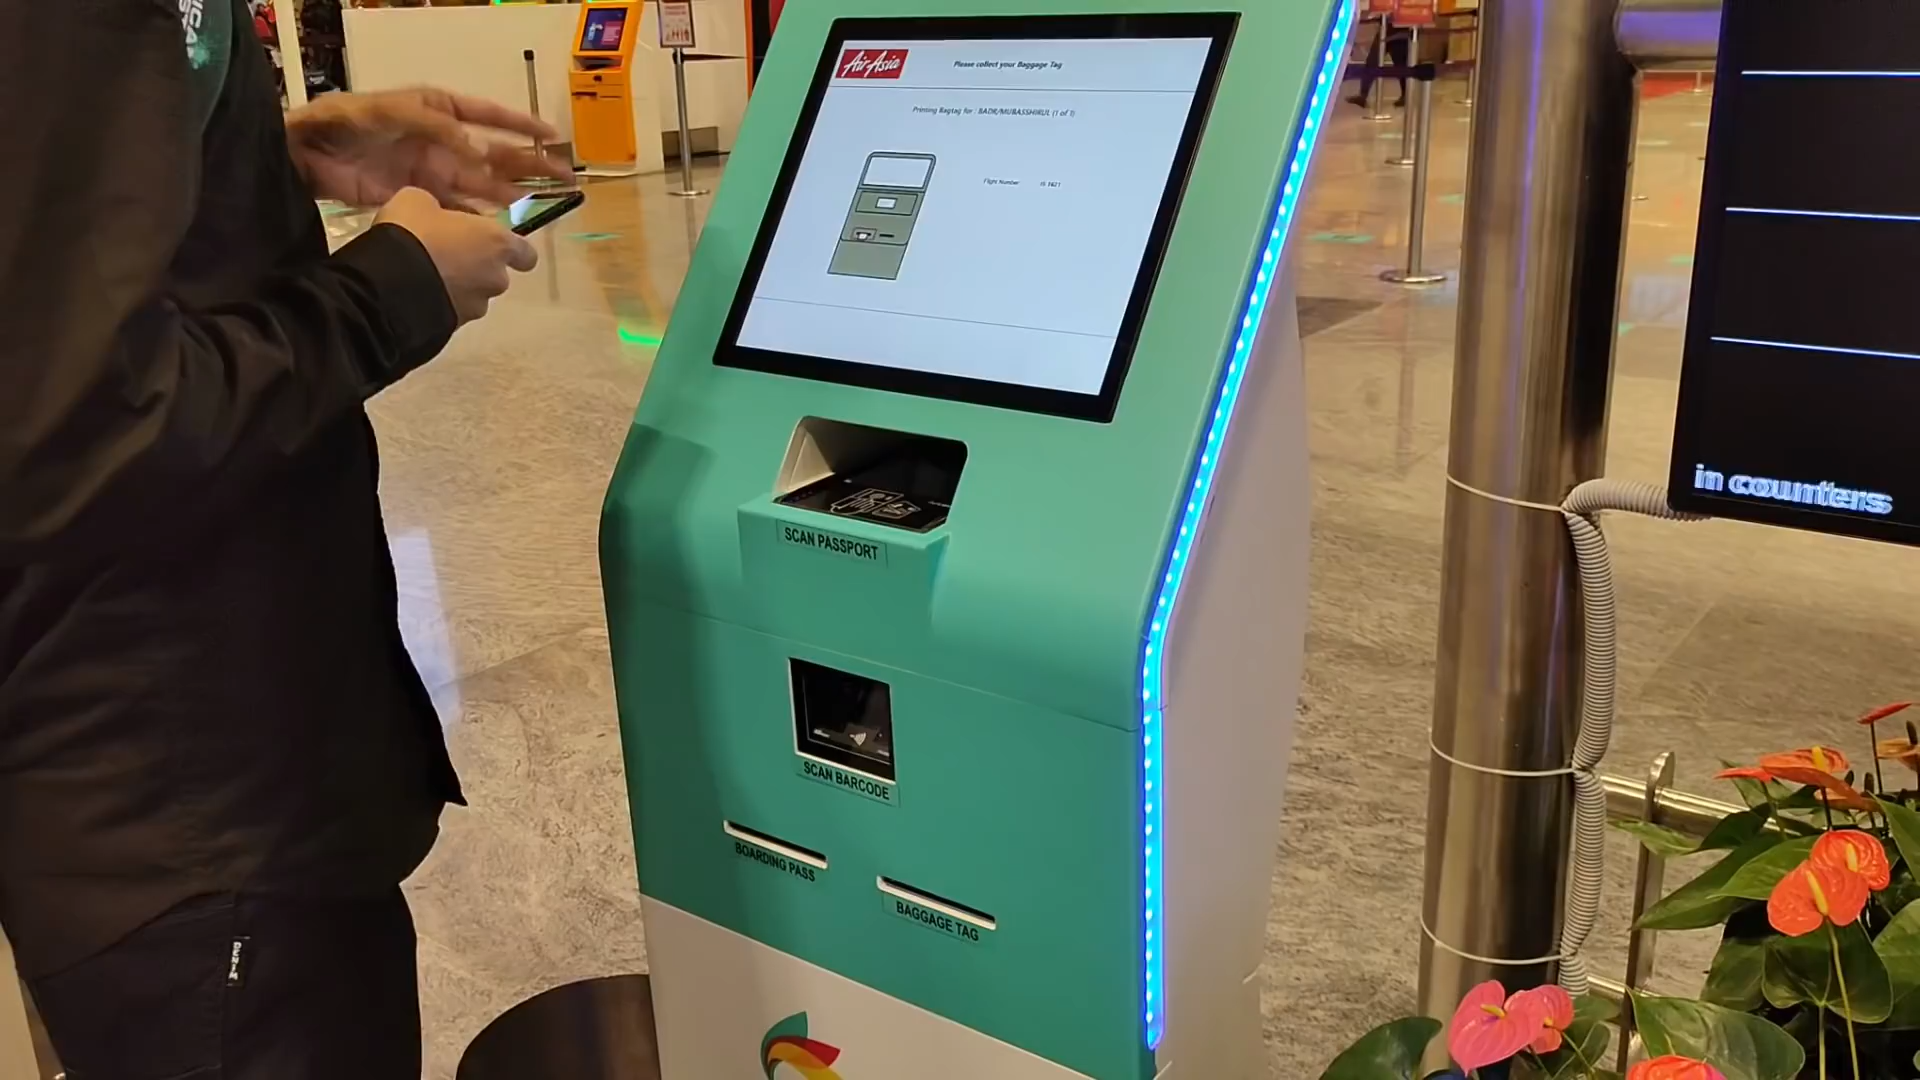 AirAsia
Please collect your Baggage Tag
Printing Bagtag for : BADR/MUBASSHIRUL (1 of 1)
Flight Number
SCAN PASSPORT
SCAN BARCODE
BOARDING PASS
BAGGAGE TAG
in counters
DENIM